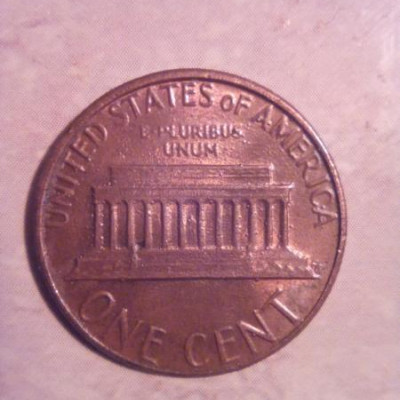 UNITED STATES OF AMERICA
E·PLURIBUS
UNUM
ONE CENT